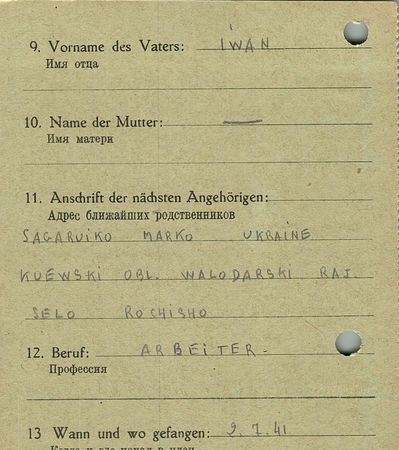 9. Vorname des Vaters: IWAN
Имя отца
10. Name der Mutter: —
Имя матери
11. Anschrift der nächsten Angehörigen:
Адрес ближайших родственников
SAGARUIKO MARKO UKRAINE
KUEWSKI OBL. WALODARSKI RAJ.
SELO ROCHISHO
12. Beruf: ARBEITER
Профессия
13 Wann und wo gefangen: 2.7.41